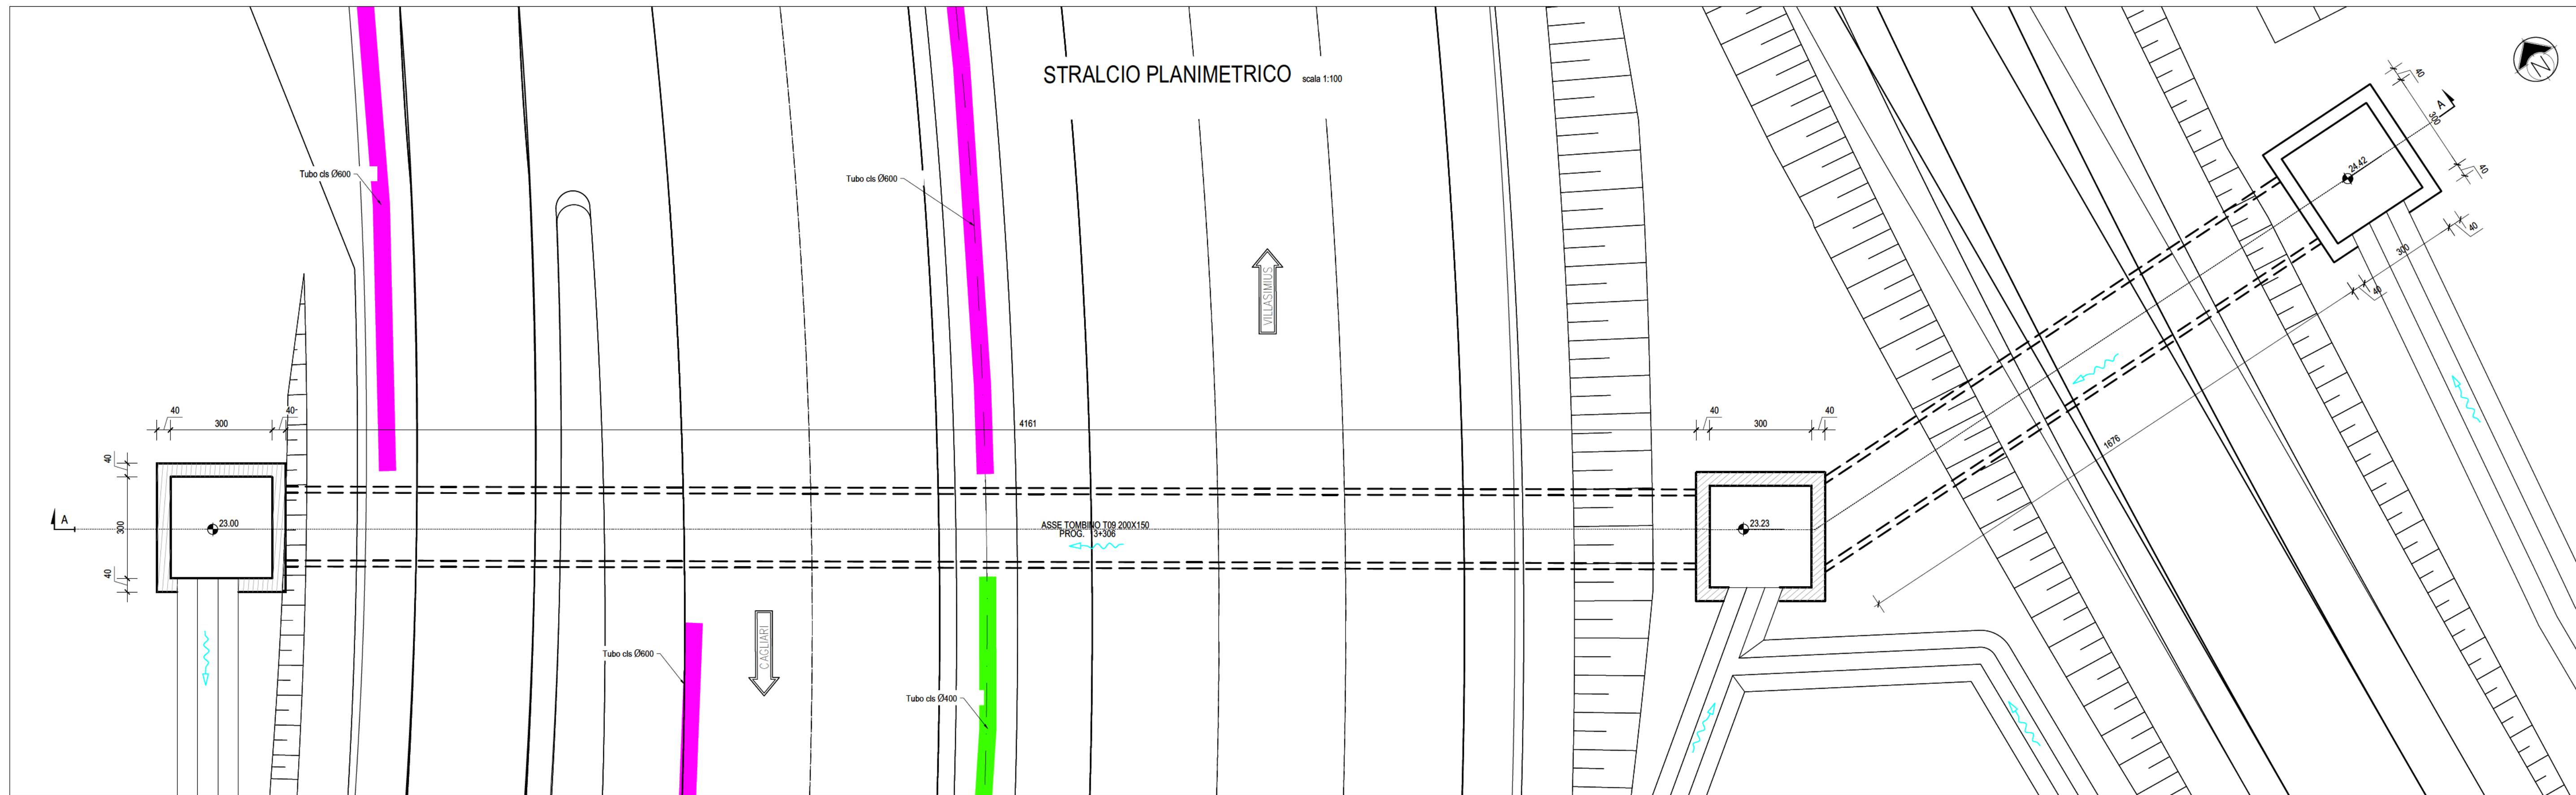 STRALCIO PLANIMETRICO scala 1:100
N
Tubo cls Ø600
Tubo cls Ø600
VILLASIMIUS
40
A
300
40
24.42
40
300
40
1676
40
300
40
4161
40
300
40
40
300
40
A
23.00
ASSE TOMBINO T09 200X150
PROG. 3+306
23.23
Tubo cls Ø600
CAGLIARI
Tubo cls Ø400